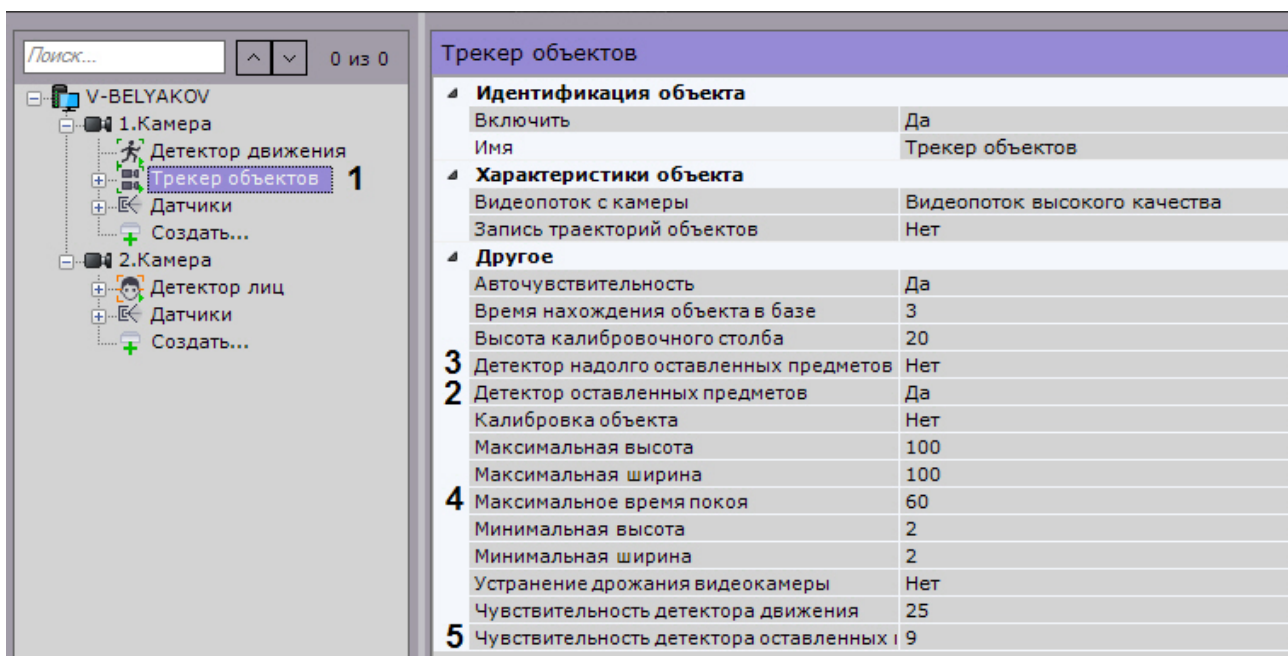 Поиск... 0 из 0
V-BELYAKOV
1.Камера
Детектор движения
Трекер объектов 1
Датчики
Создать...
2.Камера
Детектор лиц
Датчики
Создать...
Трекер объектов
Идентификация объекта
Включить Да
Имя Трекер объектов
Характеристики объекта
Видеопоток с камеры Видеопоток высокого качества
Запись траекторий объектов Нет
Другое
Авточувствительность Да
Время нахождения объекта в базе 3
Высота калибровочного столба 20
3 Детектор надолго оставленных предметов Нет
2 Детектор оставленных предметов Да
Калибровка объекта Нет
Максимальная высота 100
Максимальная ширина 100
4 Максимальное время покоя 60
Минимальная высота 2
Минимальная ширина 2
Устранение дрожания видеокамеры Нет
Чувствительность детектора движения 25
5 Чувствительность детектора оставленных 9